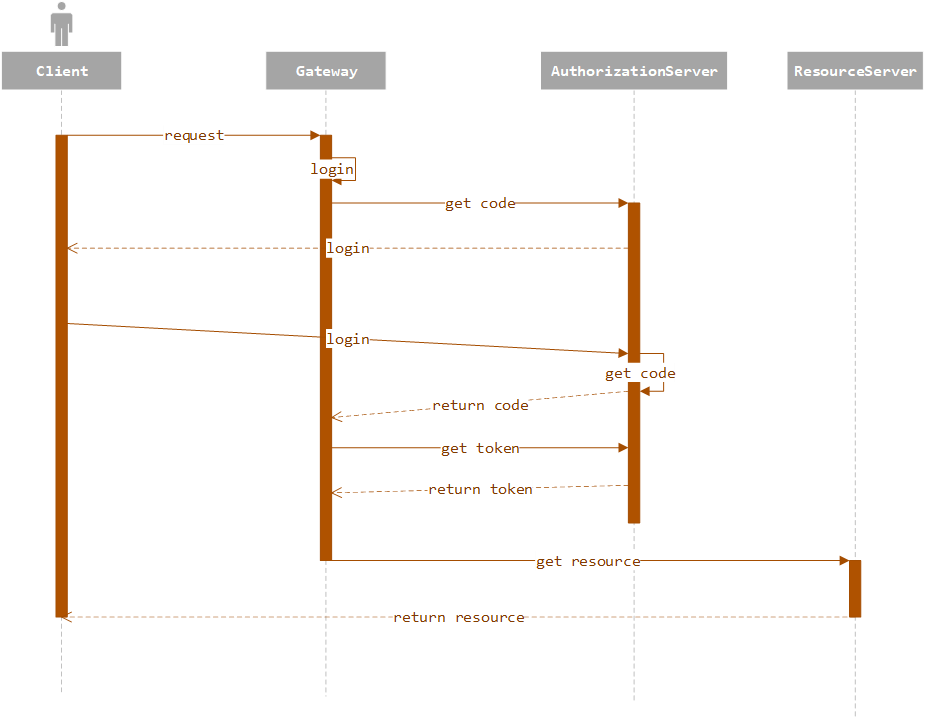 Client
Gateway
AuthorizationServer
ResourceServer
request
login
get code
login
login
get code
return code
get token
return token
get resource
return resource